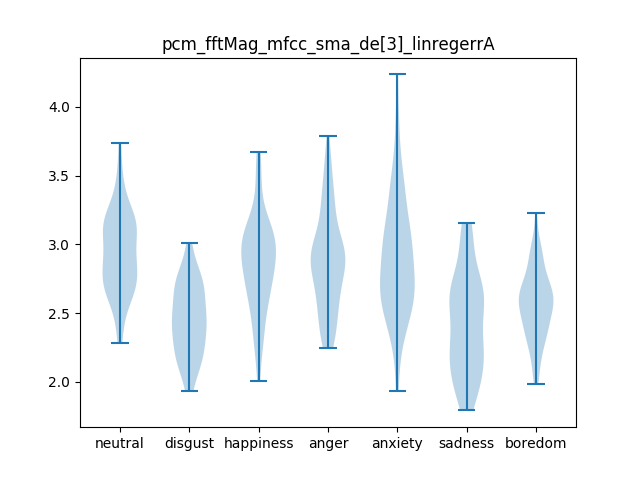 pcm_fftMag_mfcc_sma_de[3]_linregerrA
4.0
3.5
3.0
2.5
2.0
neutral disgust happiness anger anxiety sadness boredom